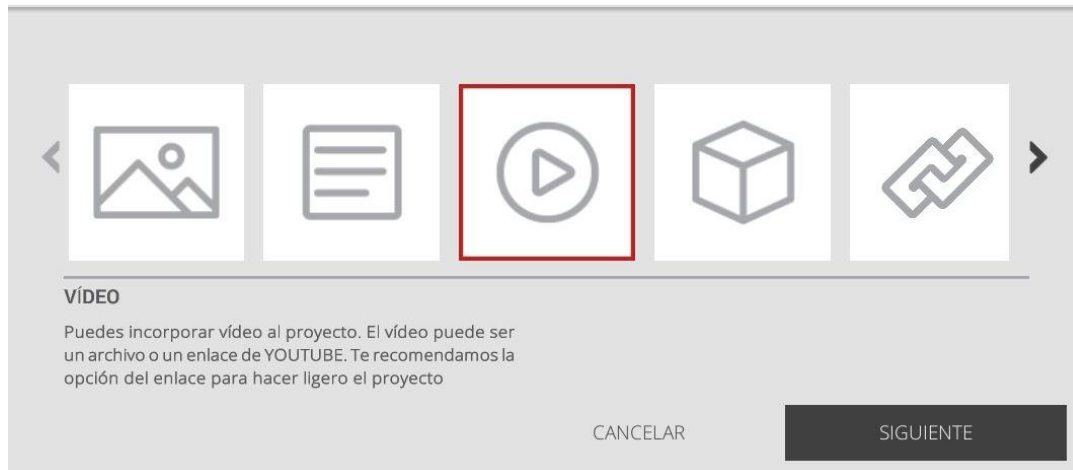 VÍDEO
Puedes incorporar vídeo al proyecto. El vídeo puede ser
un archivo o un enlace de YOUTUBE. Te recomendamos la
opción del enlace para hacer ligero el proyecto
CANCELAR
SIGUIENTE